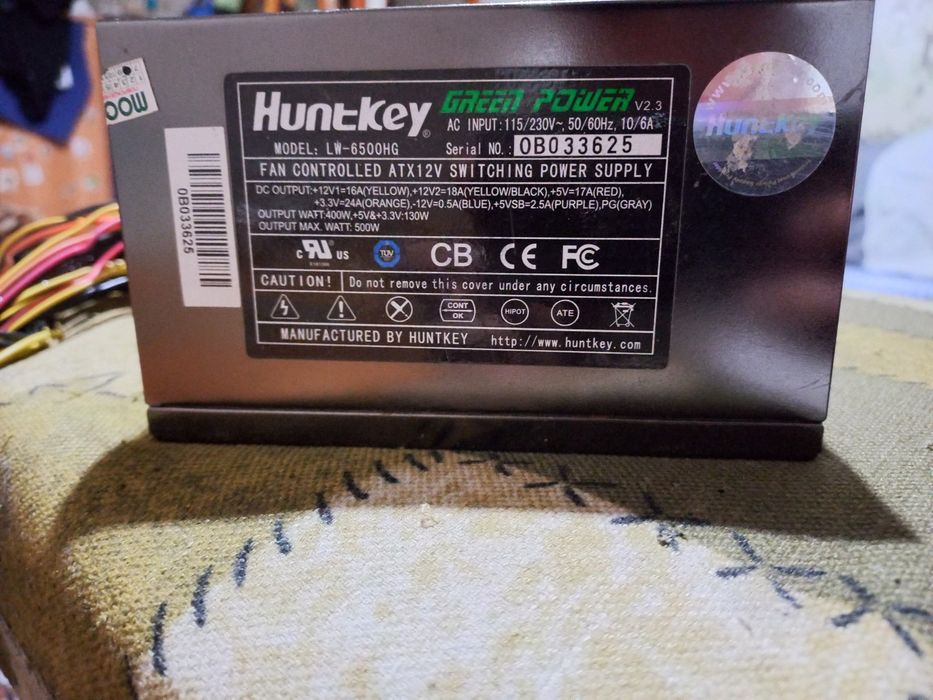 Huntkey® GREEN POWER V2.3
AC INPUT:115/230V~, 50/60Hz, 10/6A
MODEL: LW-6500HG Serial NO.: 0B033625
FAN CONTROLLED ATX12V SWITCHING POWER SUPPLY
DC OUTPUT:+12V1=16A(YELLOW),+12V2=18A(YELLOW/BLACK),+5V=17A(RED),
+3.3V=24A(ORANGE),-12V=0.5A(BLUE),+5VSB=2.5A(PURPLE),PG(GRAY)
OUTPUT WATT:400W,+5V&+3.3V:130W
OUTPUT MAX. WATT: 500W
c RU US TUV CB CE FC
CAUTION! Do not remove this cover under any circumstances.
CONT OK HIPOT ATE
MANUFACTURED BY HUNTKEY http://www.huntkey.com
0B033625
MOO
www.
Huntkey